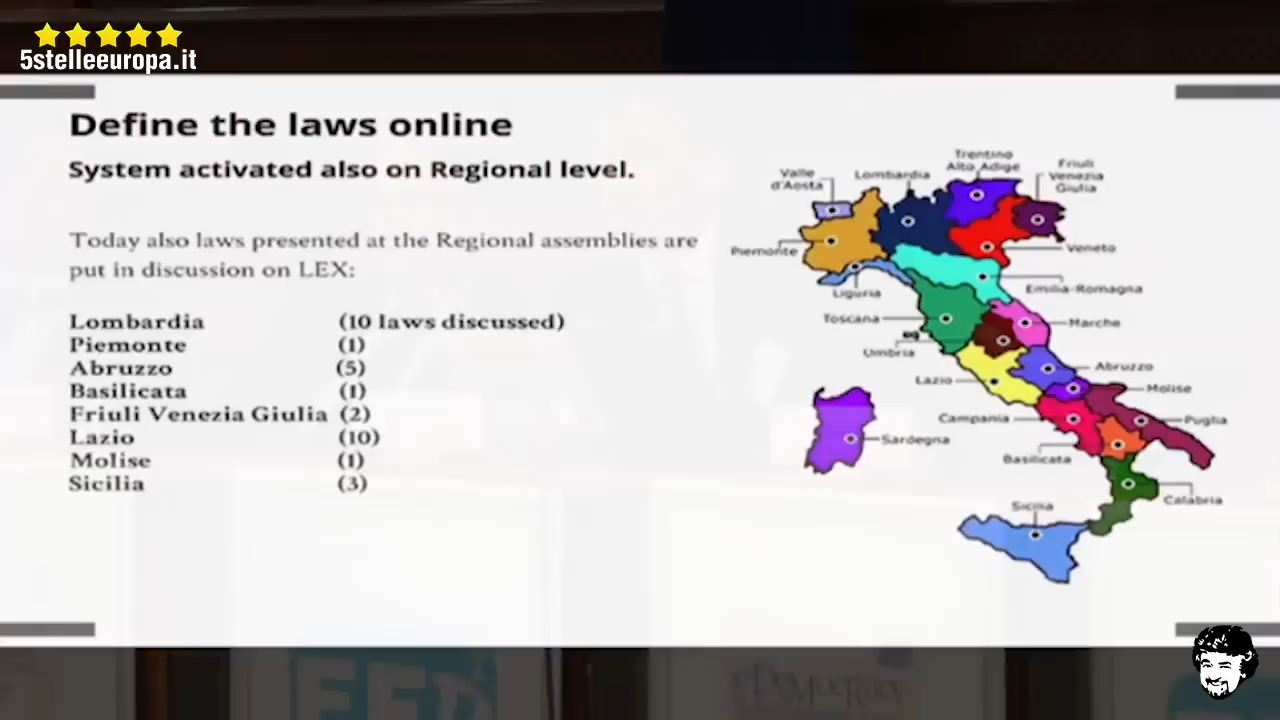 5stelleeuropa.it
Define the laws online
System activated also on Regional level.
Today also laws presented at the Regional assemblies are
put in discussion on LEX:
Lombardia (10 laws discussed)
Piemonte (1)
Abruzzo (5)
Basilicata (1)
Friuli Venezia Giulia (2)
Lazio (10)
Molise (1)
Sicilia (3)
Trentino
Alto Adige
Friuli
Venezia
Giulia
Valle
d'Aosta
Lombardia
Piemonte
Veneto
Liguria
Emilia-Romagna
Toscana
Marche
Umbria
Abruzzo
Lazio
Molise
Campania
Puglia
Sardegna
Basilicata
Calabria
Sicilia
EFD
eDemocracy